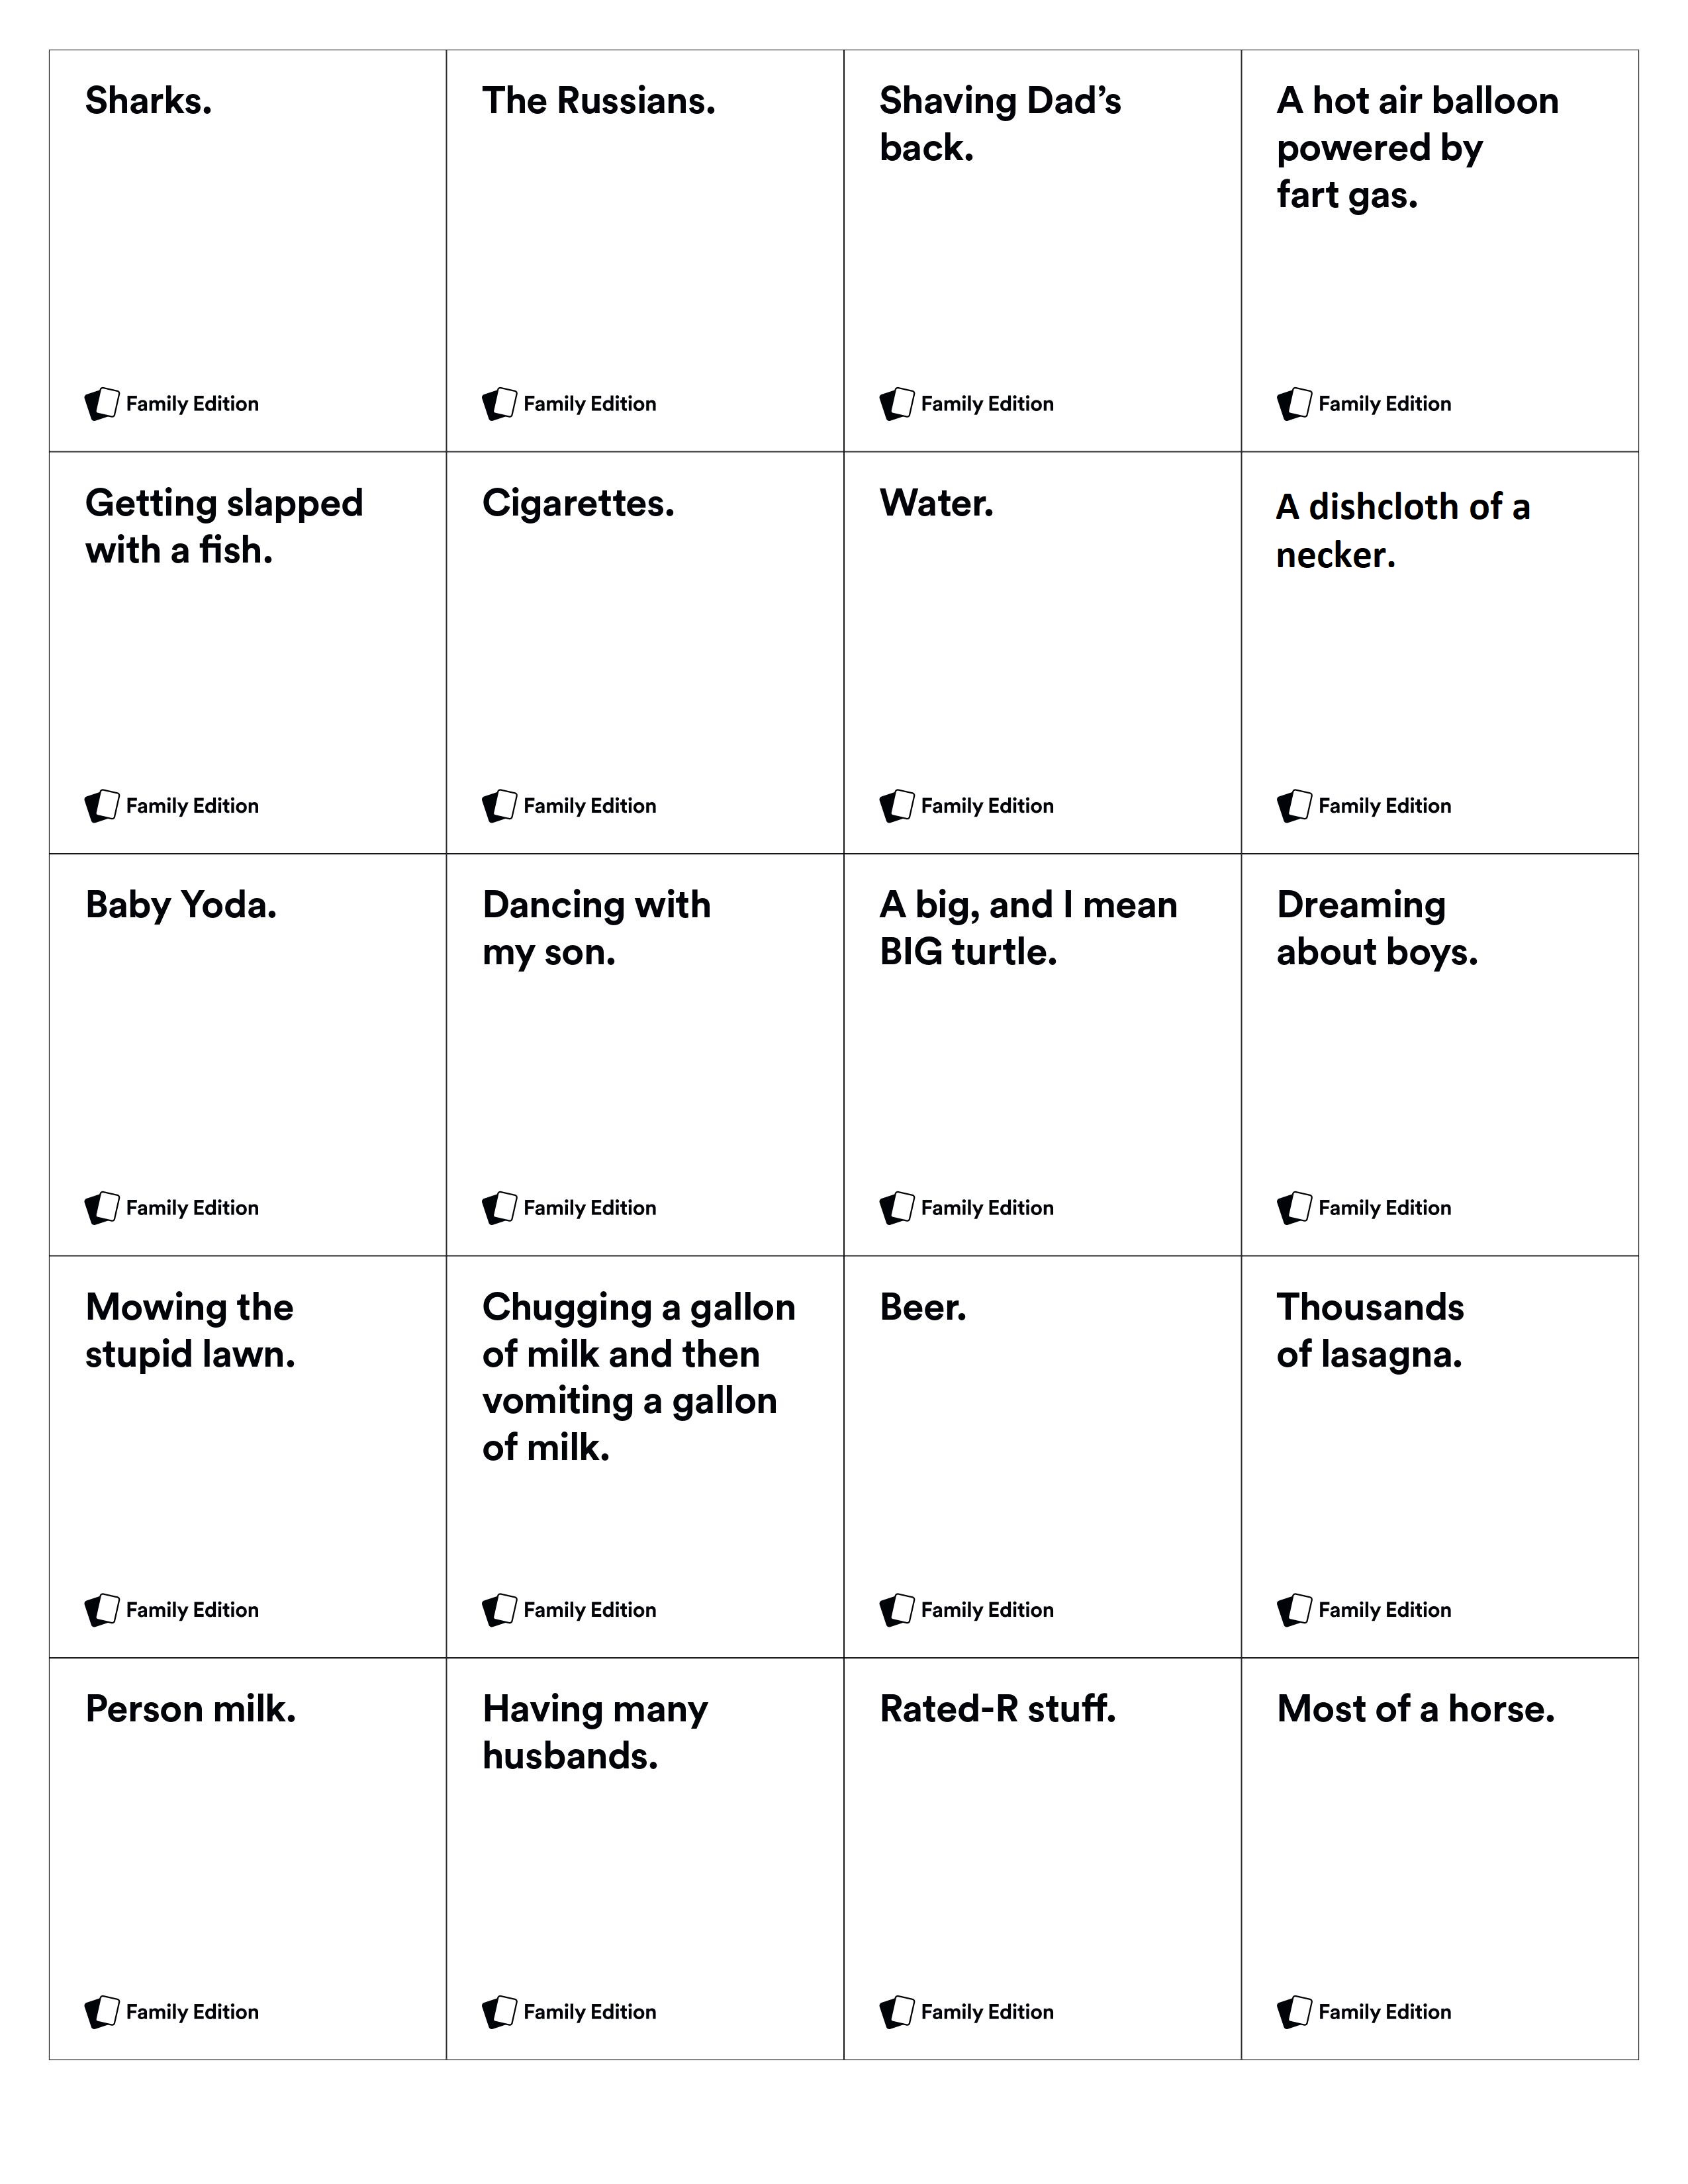 Sharks.
The Russians.
Shaving Dad’s
back.
A hot air balloon
powered by
fart gas.
Family Edition
Family Edition
Family Edition
Family Edition
Getting slapped
with a fish.
Cigarettes.
Water.
A dishcloth of a
necker.
Family Edition
Family Edition
Family Edition
Family Edition
Baby Yoda.
Dancing with
my son.
A big, and I mean
BIG turtle.
Dreaming
about boys.
Family Edition
Family Edition
Family Edition
Family Edition
Mowing the
stupid lawn.
Chugging a gallon
of milk and then
vomiting a gallon
of milk.
Beer.
Thousands
of lasagna.
Family Edition
Family Edition
Family Edition
Family Edition
Person milk.
Having many
husbands.
Rated-R stuff.
Most of a horse.
Family Edition
Family Edition
Family Edition
Family Edition